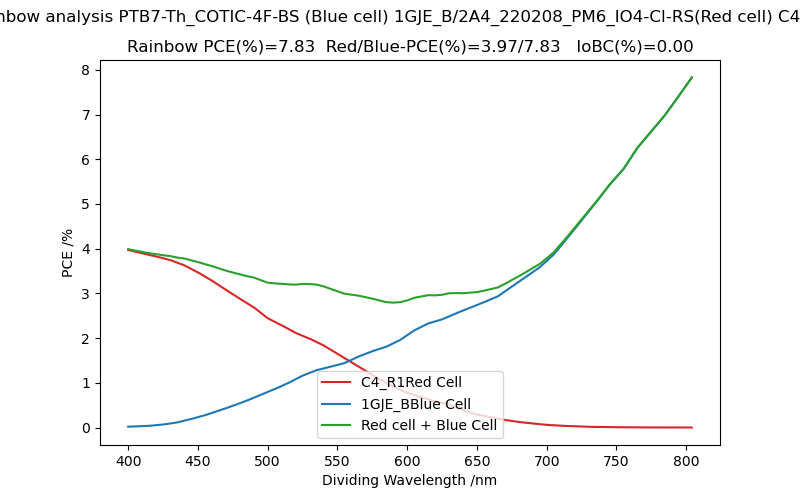 nbow analysis PTB7-Th_COTIC-4F-BS (Blue cell) 1GJE_B/2A4_220208_PM6_IO4-Cl-RS(Red cell) C4
Rainbow PCE(%)=7.83 Red/Blue-PCE(%)=3.97/7.83 IoBC(%)=0.00
8
7
6
5
4
3
2
1
0
PCE /%
C4_R1Red Cell
1GJE_BBlue Cell
Red cell + Blue Cell
400 450 500 550 600 650 700 750 800
Dividing Wavelength /nm